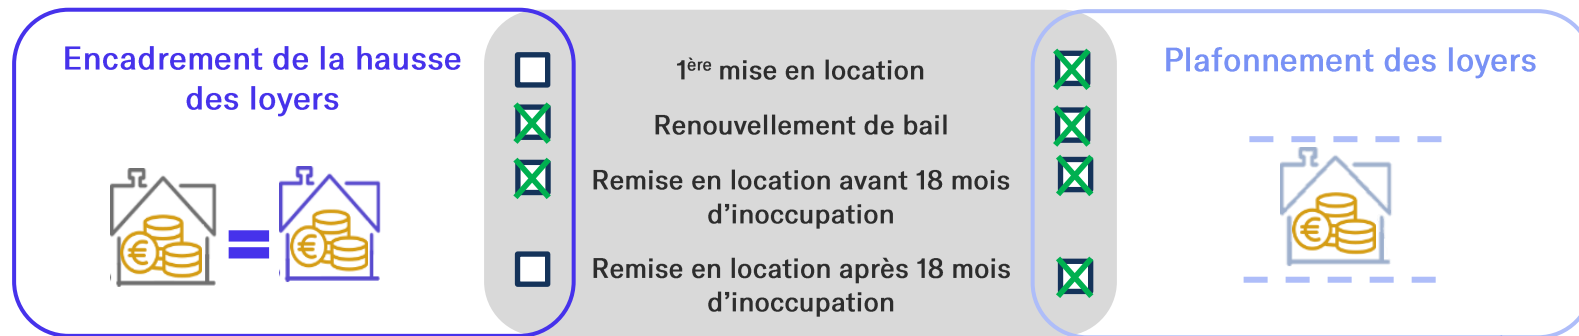 Encadrement de la hausse
des loyers
1ère mise en location
Renouvellement de bail
Remise en location avant 18 mois
d'inoccupation
Remise en location après 18 mois
d'inoccupation
Plafonnement des loyers
€
€
€